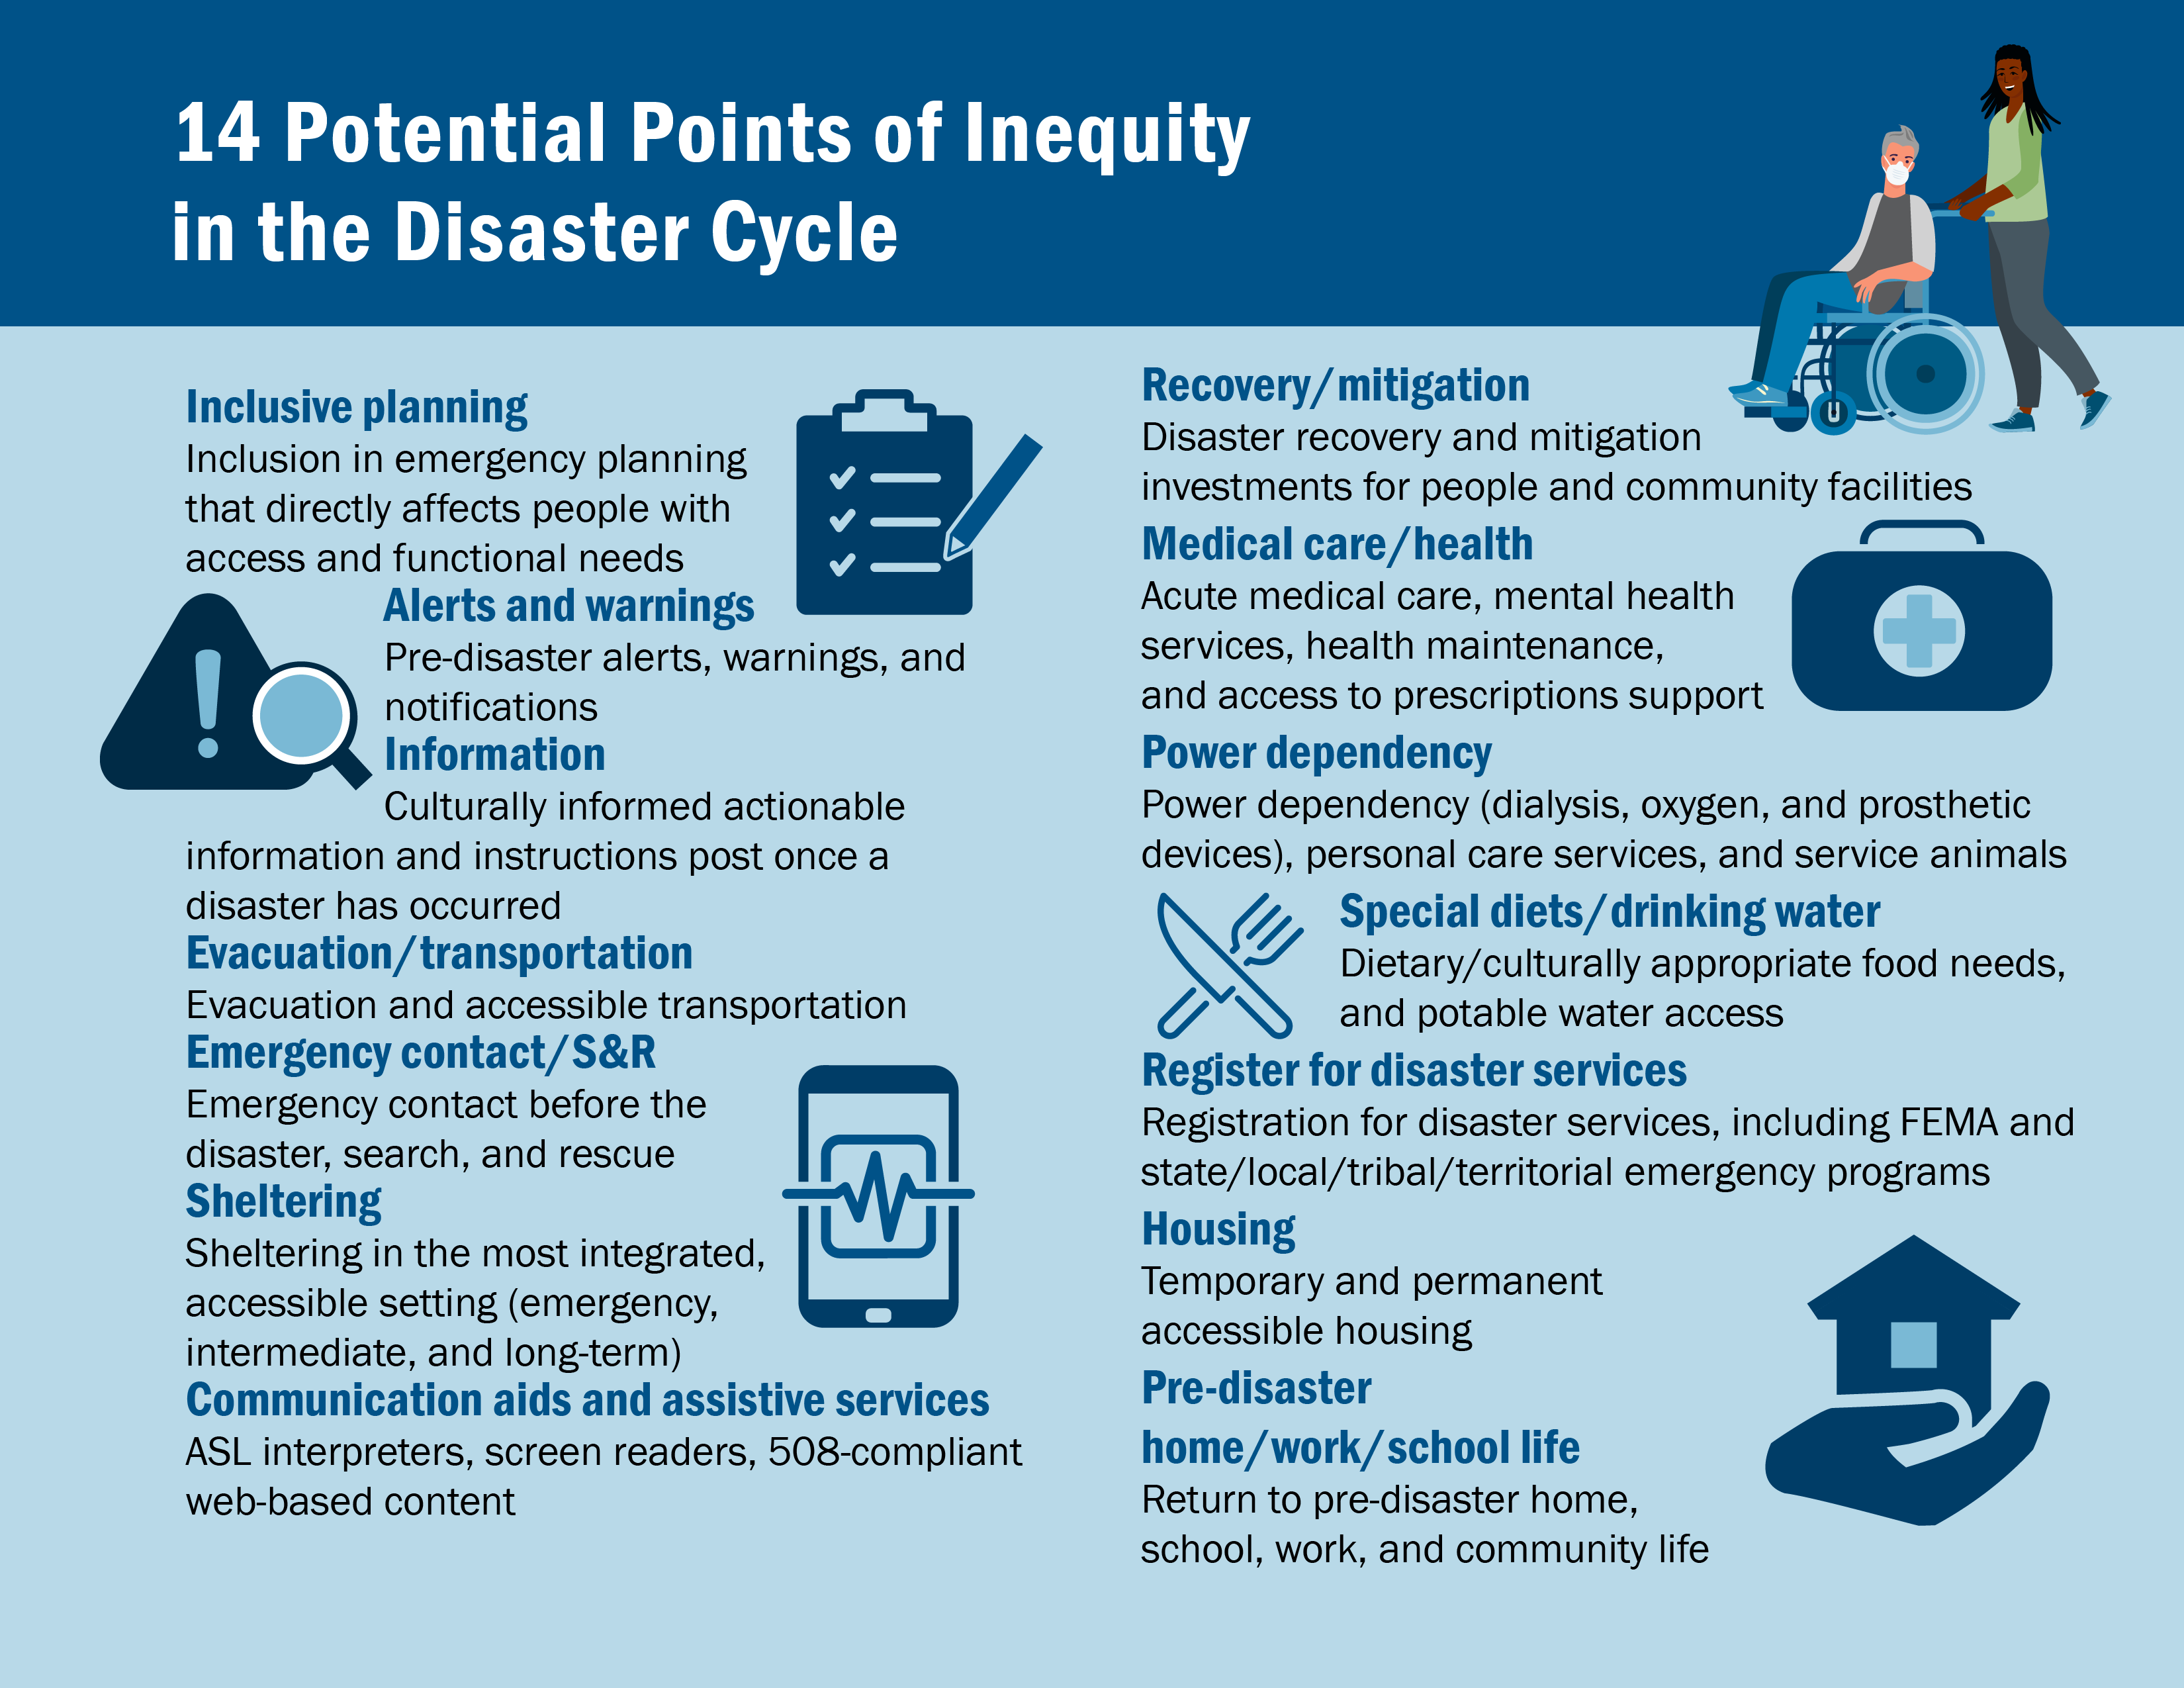 14 Potential Points of Inequity
in the Disaster Cycle
Inclusive planning
Inclusion in emergency planning
that directly affects people with
access and functional needs
Alerts and warnings
Pre-disaster alerts, warnings, and
notifications
Information
Culturally informed actionable
information and instructions post once a
disaster has occurred
Evacuation/transportation
Evacuation and accessible transportation
Emergency contact/S&R
Emergency contact before the
disaster, search, and rescue
Sheltering
Sheltering in the most integrated,
accessible setting (emergency,
intermediate, and long-term)
Communication aids and assistive services
ASL interpreters, screen readers, 508-compliant
web-based content
Recovery/mitigation
Disaster recovery and mitigation
investments for people and community facilities
Medical care/health
Acute medical care, mental health
services, health maintenance,
and access to prescriptions support
Power dependency
Power dependency (dialysis, oxygen, and prosthetic
devices), personal care services, and service animals
Special diets/drinking water
Dietary/culturally appropriate food needs,
and potable water access
Register for disaster services
Registration for disaster services, including FEMA and
state/local/tribal/territorial emergency programs
Housing
Temporary and permanent
accessible housing
Pre-disaster
home/work/school life
Return to pre-disaster home,
school, work, and community life